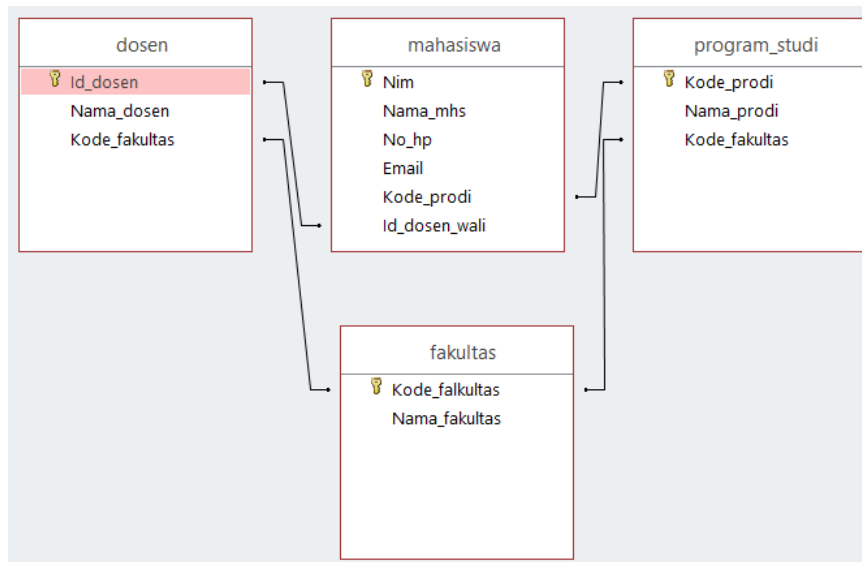 dosen
Id_dosen
Nama_dosen
Kode_fakultas
mahasiswa
Nim
Nama_mhs
No_hp
Email
Kode_prodi
Id_dosen_wali
program_studi
Kode_prodi
Nama_prodi
Kode_fakultas
fakultas
Kode_falkultas
Nama_fakultas